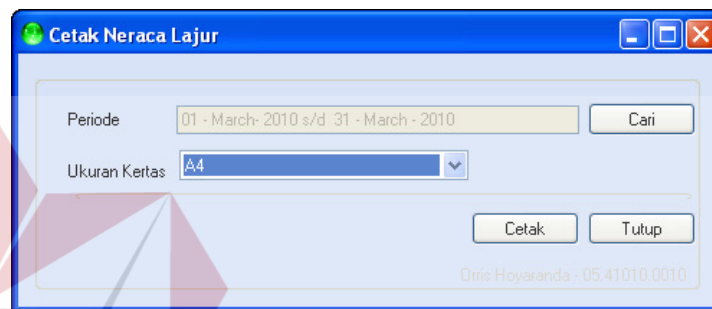 Cetak Neraca Lajur
Periode 01 - March- 2010 s/d 31 - March - 2010 Cari
Ukuran Kertas A4
Cetak Tutup
Orris Hoyaranda - 05.41010.0010